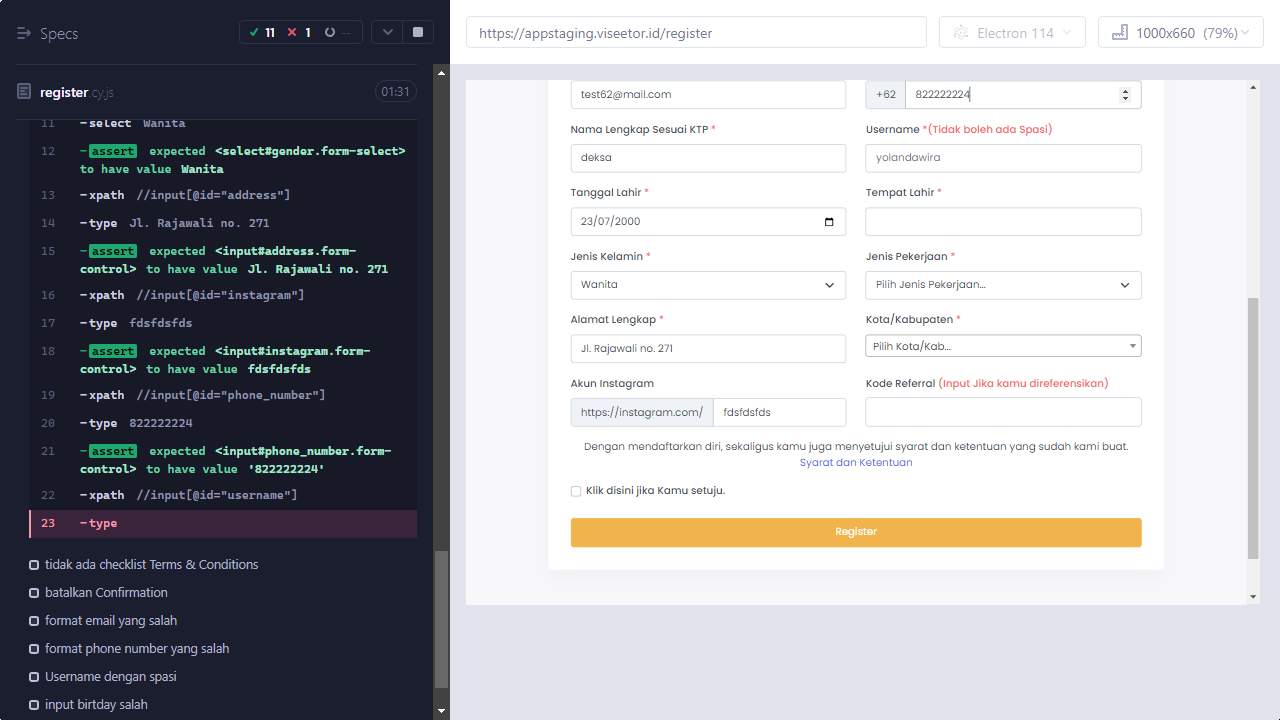 Specs
11
1
--
register.cy.js
01:31
11 -select Wanita
12 -assert expected <select#gender.form-select>
to have value Wanita
13 -xpath //input[@id="address"]
14 -type Jl. Rajawali no. 271
15 -assert expected <input#address.form-
control> to have value Jl. Rajawali no. 271
16 -xpath //input[@id="instagram"]
17 -type fdsfdsfds
18 -assert expected <input#instagram.form-
control> to have value fdsfdsfds
19 -xpath //input[@id="phone_number"]
20 -type 822222224
21 -assert expected <input#phone_number.form-
control> to have value '822222224'
22 -xpath //input[@id="username"]
23 -type
tidak ada checklist Terms & Conditions
batalkan Confirmation
format email yang salah
format phone number yang salah
Username dengan spasi
input birtday salah
https://appstaging.viseetor.id/register
Electron 114
1000x660 (79%)
test62@mail.com
+62 822222224
Nama Lengkap Sesuai KTP *
Username *(Tidak boleh ada Spasi)
deksa
yolandawira
Tanggal Lahir *
Tempat Lahir *
23/07/2000
Jenis Kelamin *
Jenis Pekerjaan *
Wanita
Pilih Jenis Pekerjaan...
Alamat Lengkap *
Kota/Kabupaten *
Jl. Rajawali no. 271
Pilih Kota/Kab...
Akun Instagram
Kode Referral (Input Jika kamu direferensikan)
https://instagram.com/ fdsfdsfds
Dengan mendaftarkan diri, sekaligus kamu juga menyetujui syarat dan ketentuan yang sudah kami buat.
Syarat dan Ketentuan
Klik disini jika Kamu setuju.
Register